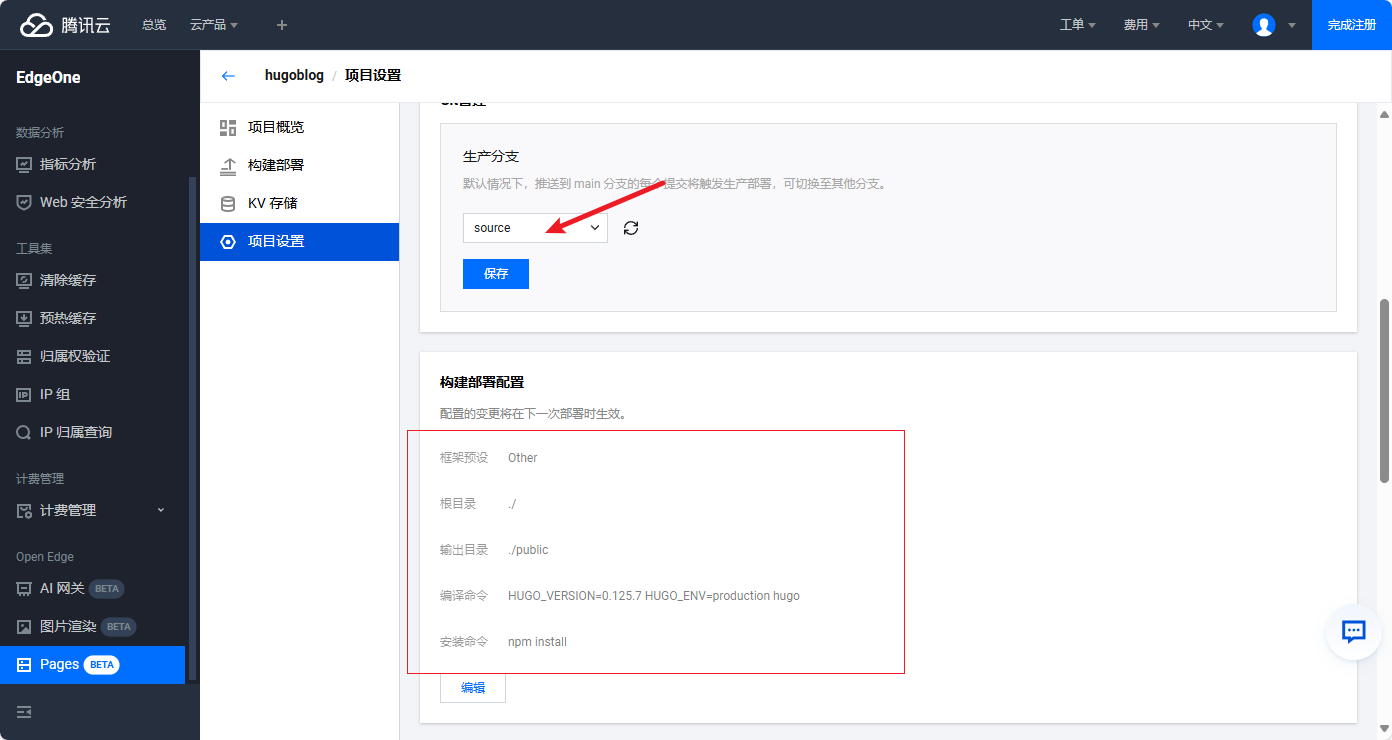 腾讯云 总览 云产品 工单 费用 中文 完成注册
EdgeOne
数据分析
指标分析
Web 安全分析
工具集
清除缓存
预热缓存
归属权验证
IP 组
IP 归属查询
计费管理
计费管理
Open Edge
AI 网关 BETA
图片渲染 BETA
Pages BETA
hugoblog / 项目设置
项目概览
构建部署
KV 存储
项目设置
生产分支
默认情况下，推送到 main 分支的每个提交将触发生产部署，可切换至其他分支。
source
保存
构建部署配置
配置的变更将在下一次部署时生效。
框架预设 Other
根目录 ./
输出目录 ./public
编译命令 HUGO_VERSION=0.125.7 HUGO_ENV=production hugo
安装命令 npm install
编辑